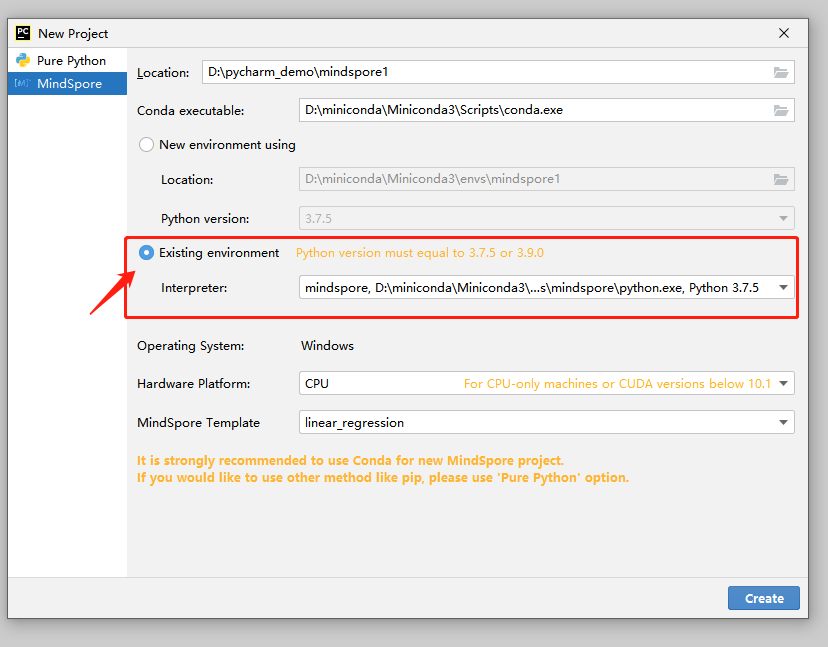 PC New Project
Pure Python
[M] MindSpore
Location: D:\pycharm_demo\mindspore1
Conda executable: D:\miniconda\Miniconda3\Scripts\conda.exe
New environment using
Location: D:\miniconda\Miniconda3\envs\mindspore1
Python version: 3.7.5
Existing environment Python version must equal to 3.7.5 or 3.9.0
Interpreter: mindspore, D:\miniconda\Miniconda3\...s\mindspore\python.exe, Python 3.7.5
Operating System: Windows
Hardware Platform: CPU For CPU-only machines or CUDA versions below 10.1
MindSpore Template linear_regression
It is strongly recommended to use Conda for new MindSpore project.
If you would like to use other method like pip, please use 'Pure Python' option.
Create